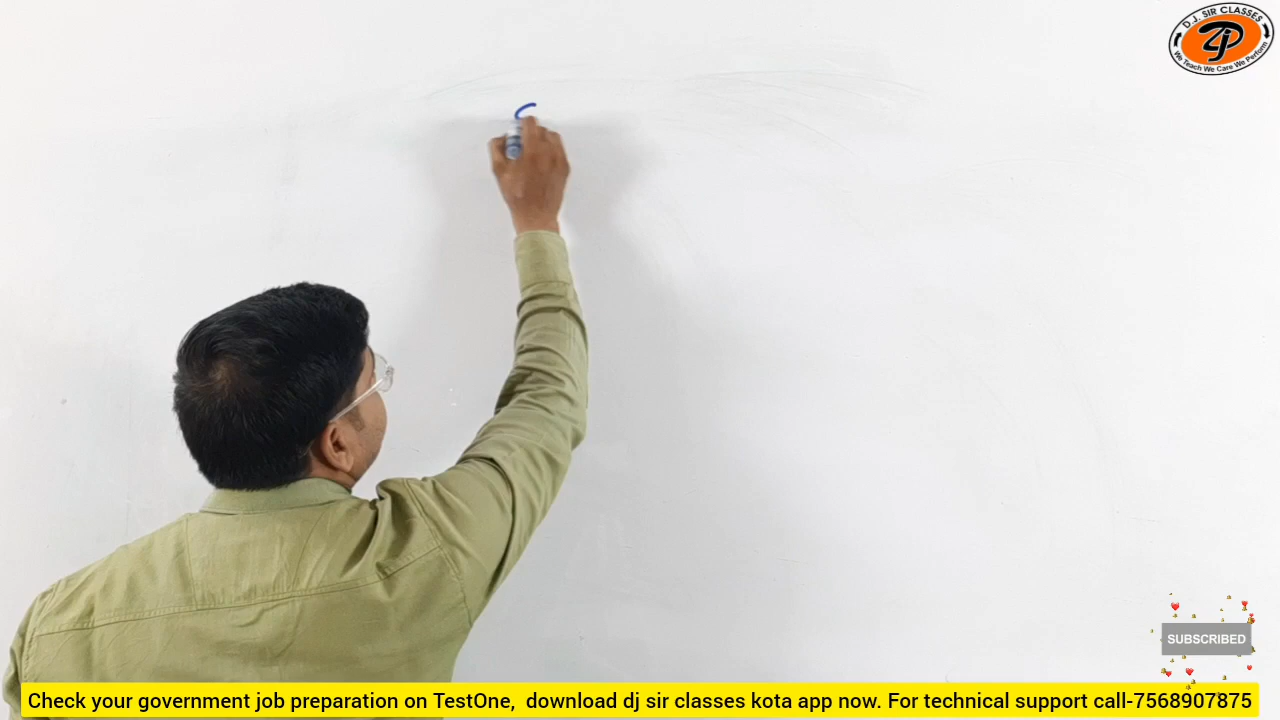 D.J. SIR CLASSES
We Teach We Care We Perform
SUBSCRIBED
Check your government job preparation on TestOne, download dj sir classes kota app now. For technical support call-7568907875